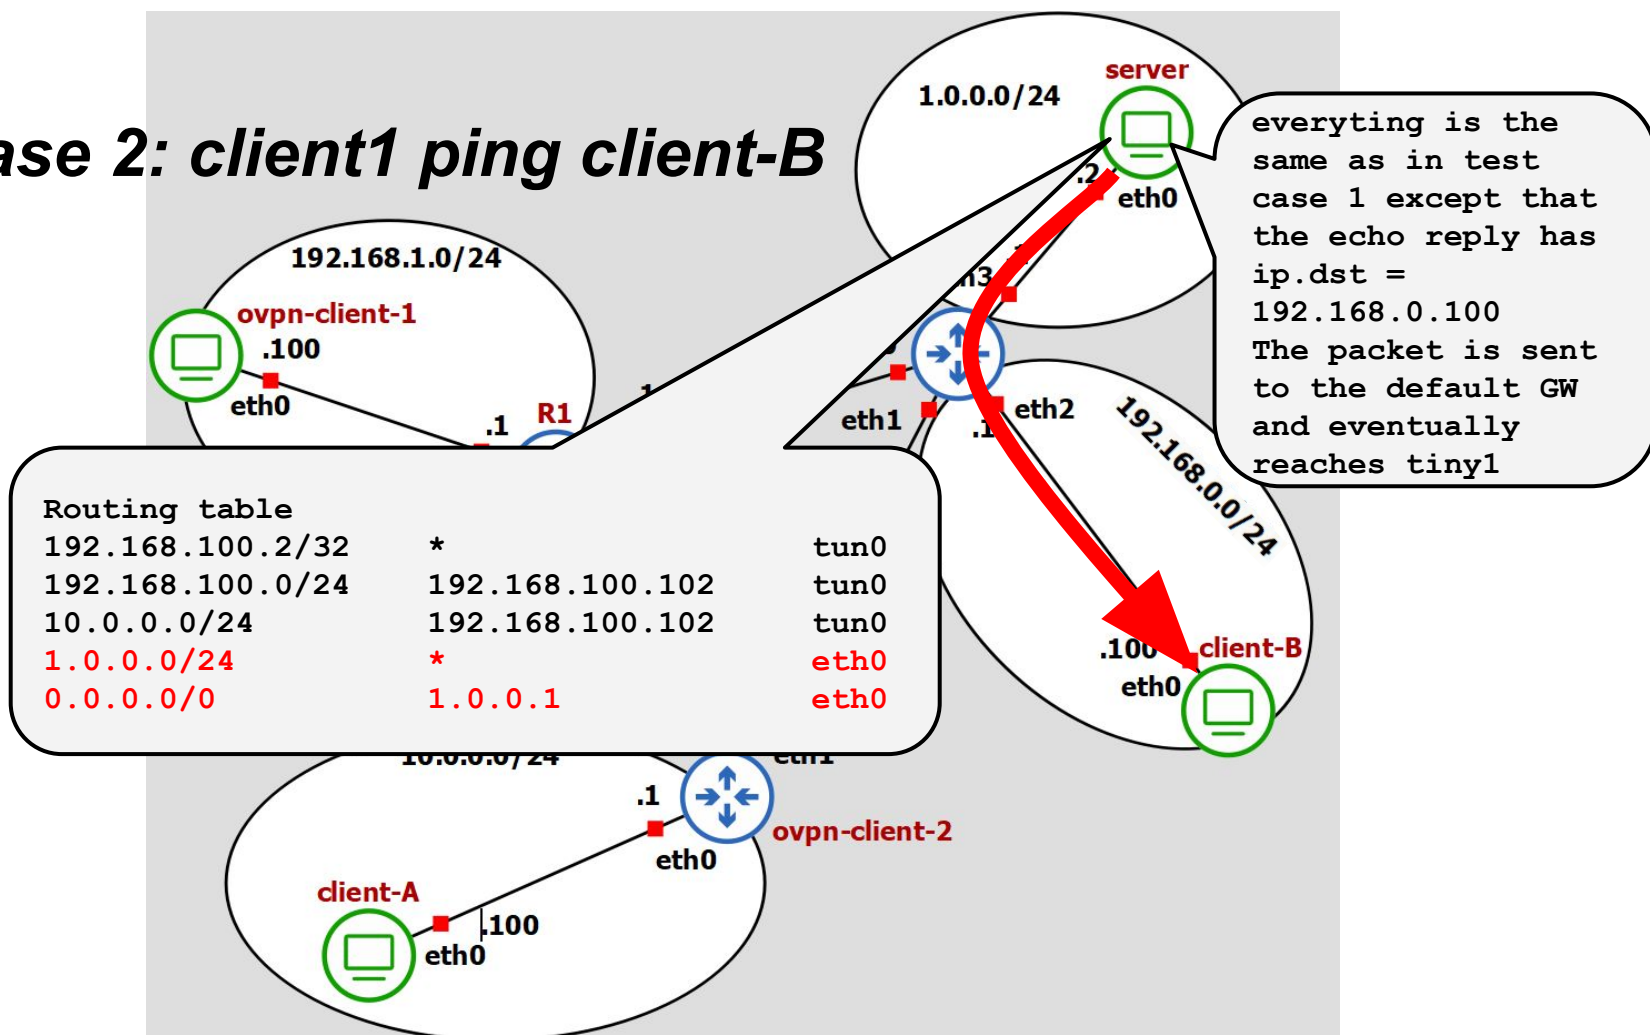 server
1.0.0.0/24
everyting is the
same as in test
case 1 except that
the echo reply has
ip.dst =
192.168.0.100
The packet is sent
to the default GW
and eventually
reaches tiny1
ase 2: client1 ping client-B
.2
eth0
192.168.1.0/24
ovpn-client-1
.100
eth0
.1
R1
eth1
eth2
192.168.0.0/24
Routing table
192.168.100.2/32 * tun0
192.168.100.0/24 192.168.100.102 tun0
10.0.0.0/24 192.168.100.102 tun0
1.0.0.0/24 * eth0
0.0.0.0/0 1.0.0.1 eth0
.100
client-B
eth0
10.0.0.0/24
eth1
.1
ovpn-client-2
eth0
client-A
.100
eth0